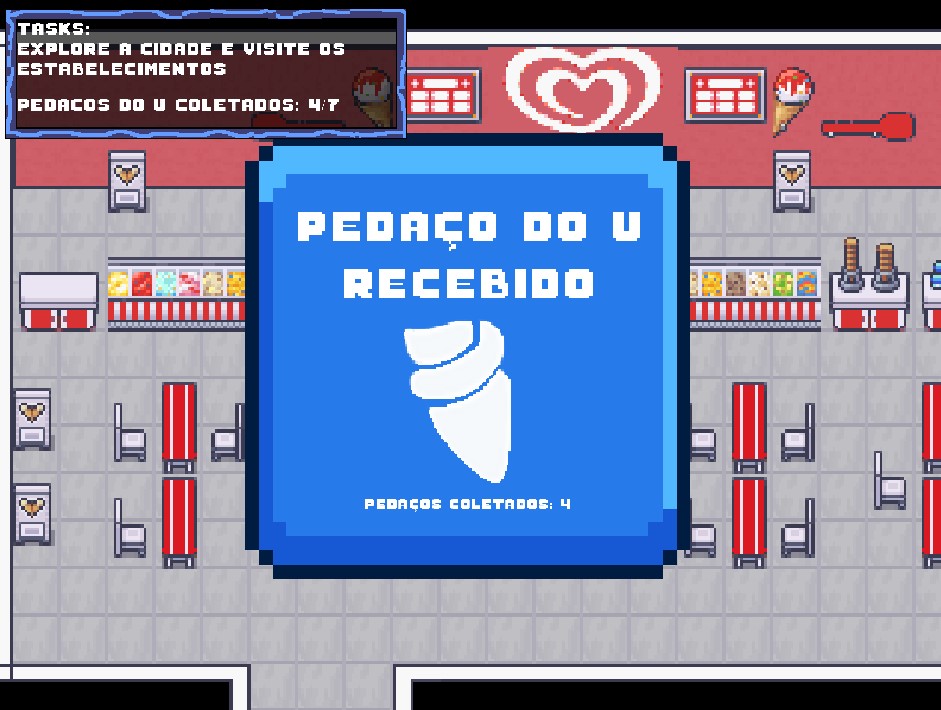 TASKS:
EXPLORE A CIDADE E VISITE OS
ESTABELECIMENTOS
PEDACOS DO U COLETADOS: 4/7
PEDAÇO DO U
RECEBIDO
PEDAÇOS COLETADOS: 4